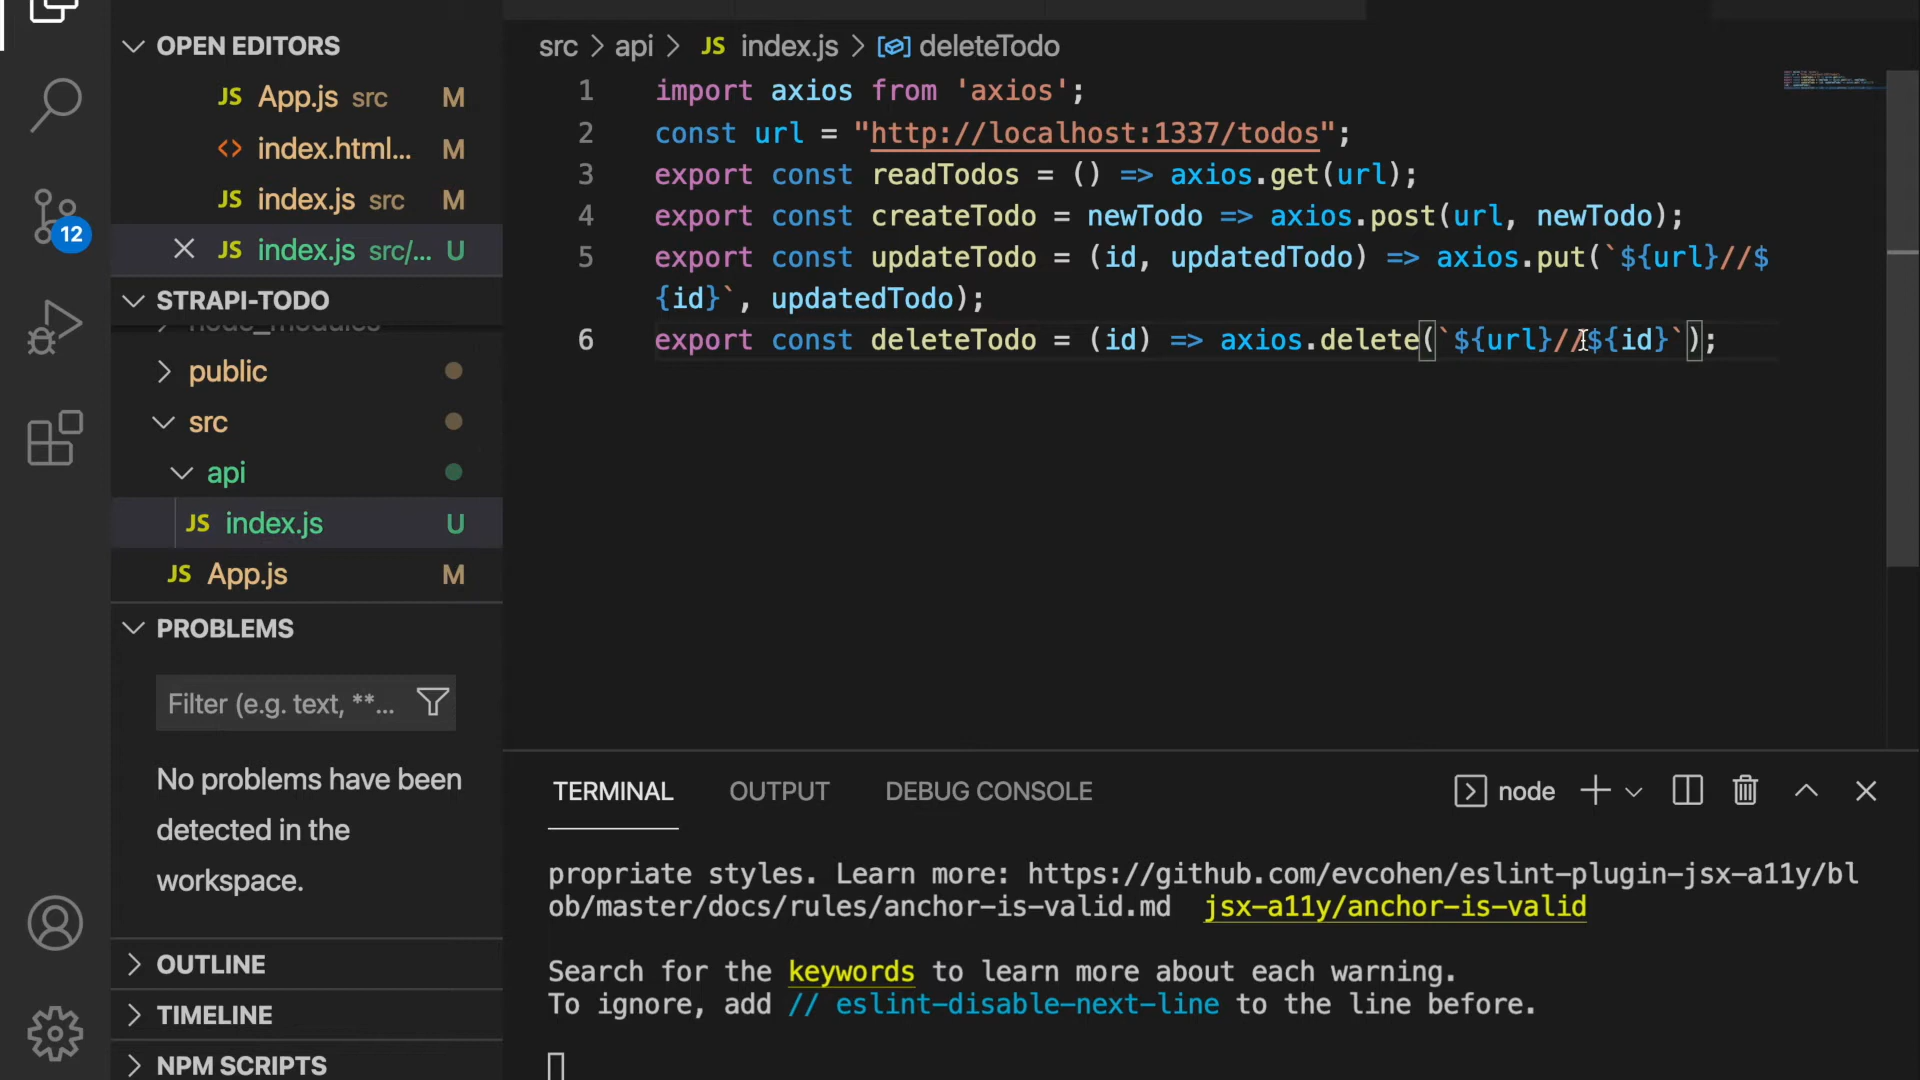 OPEN EDITORS
JS App.js src M
<> index.html... M
JS index.js src M
JS index.js src/... U
STRAPI-TODO
node_modules
public
src
api
JS index.js U
JS App.js M
PROBLEMS
Filter (e.g. text, **...
No problems have been
detected in the
workspace.
OUTLINE
TIMELINE
NPM SCRIPTS
12
src > api > JS index.js > deleteTodo
1 import axios from 'axios';
2 const url = "http://localhost:1337/todos";
3 export const readTodos = () => axios.get(url);
4 export const createTodo = newTodo => axios.post(url, newTodo);
5 export const updateTodo = (id, updatedTodo) => axios.put(`${url}//$
{id}`, updatedTodo);
6 export const deleteTodo = (id) => axios.delete(`${url}//${id}`);
TERMINAL OUTPUT DEBUG CONSOLE node
propriate styles. Learn more: https://github.com/evcohen/eslint-plugin-jsx-a11y/bl
ob/master/docs/rules/anchor-is-valid.md jsx-a11y/anchor-is-valid
Search for the keywords to learn more about each warning.
To ignore, add // eslint-disable-next-line to the line before.